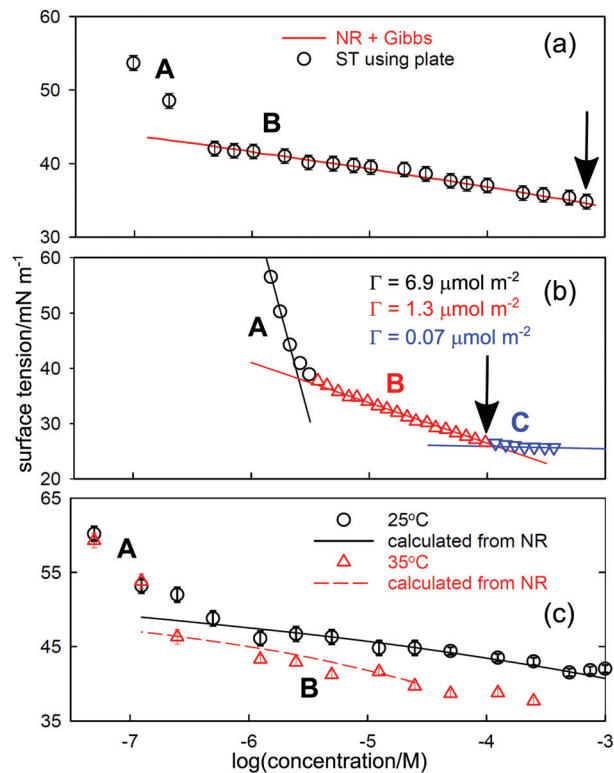 60
50
40
30
NR + Gibbs
ST using plate
(a)
A
B
surface tension/mN m⁻¹
60
50
40
30
20
(b)
Γ = 6.9 μmol m⁻²
Γ = 1.3 μmol m⁻²
Γ = 0.07 μmol m⁻²
A
B
C
65
55
45
35
25°C
calculated from NR
35°C
calculated from NR
(c)
A
B
-7 -6 -5 -4 -3
log(concentration/M)